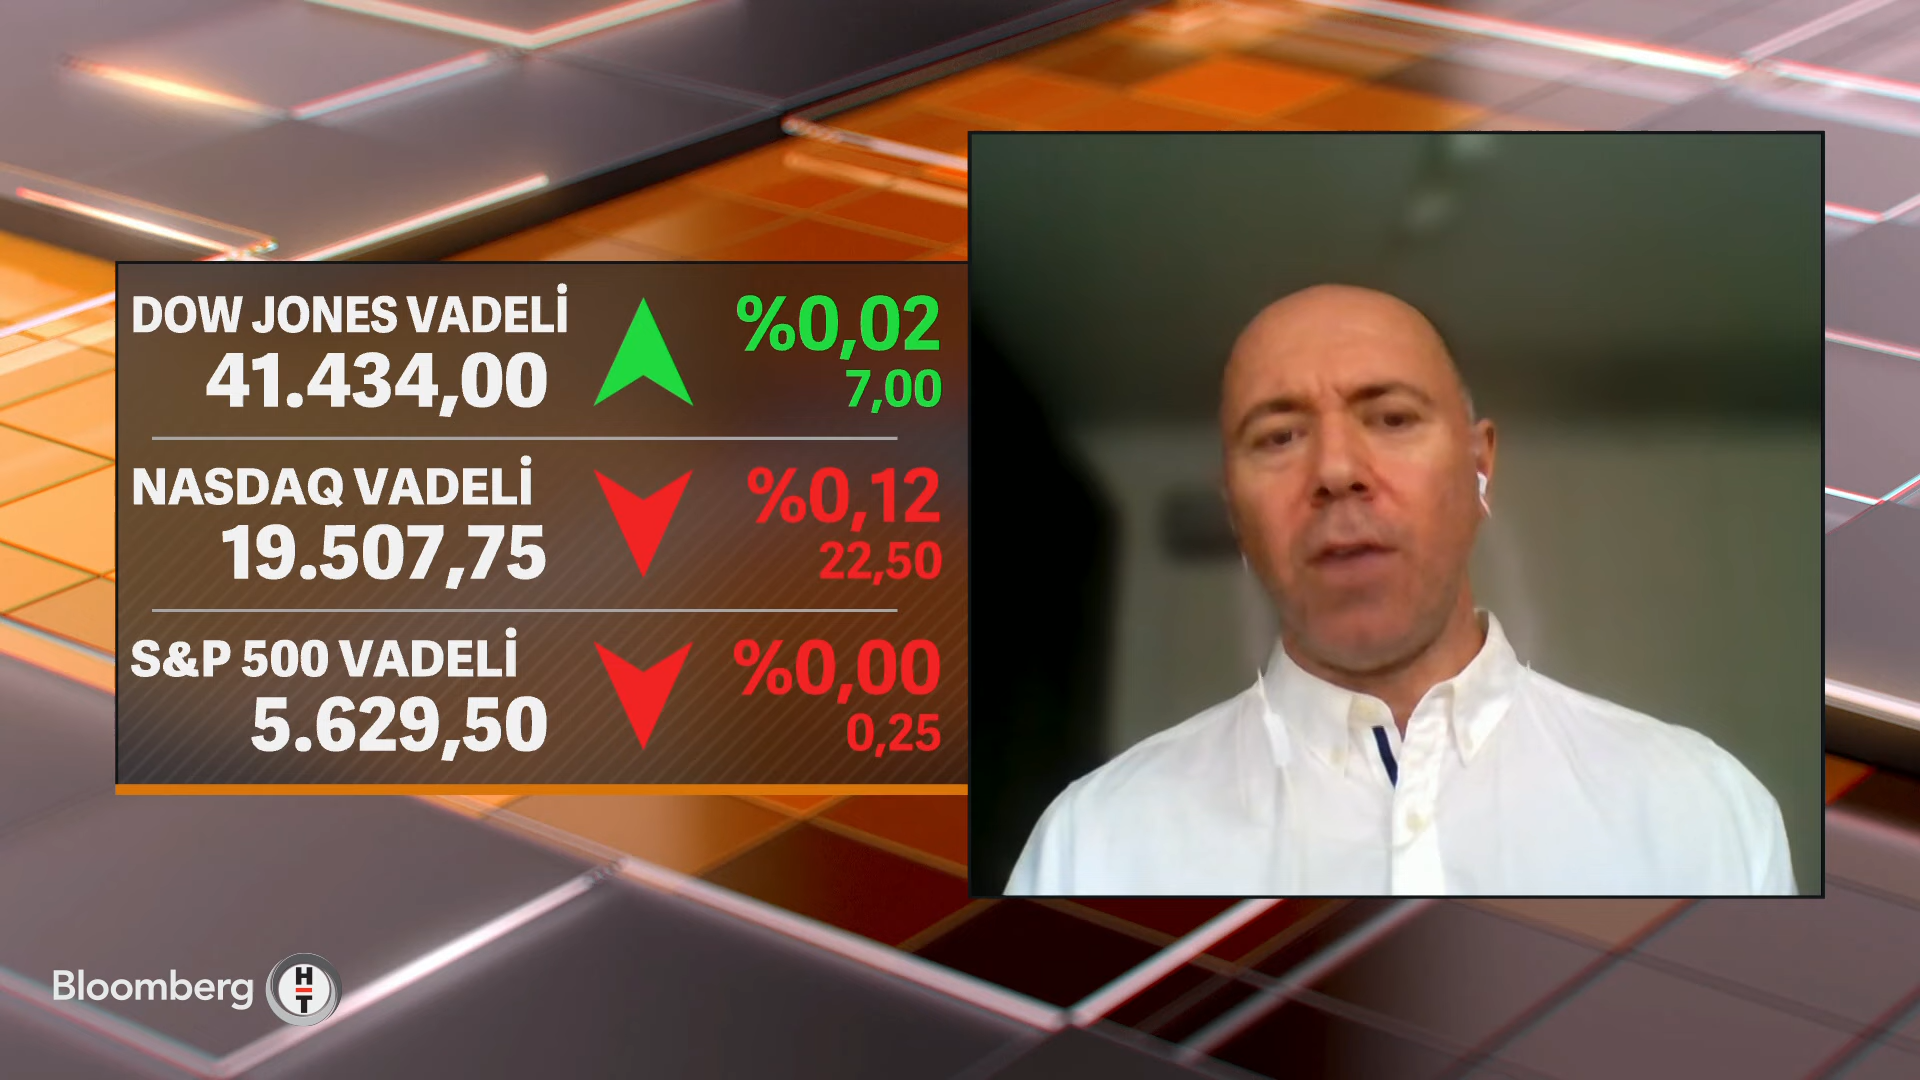 DOW JONES VADELİ
%0,02
41.434,00
7,00
NASDAQ VADELİ
%0,12
19.507,75
22,50
S&P 500 VADELİ
%0,00
5.629,50
0,25
Bloomberg HT